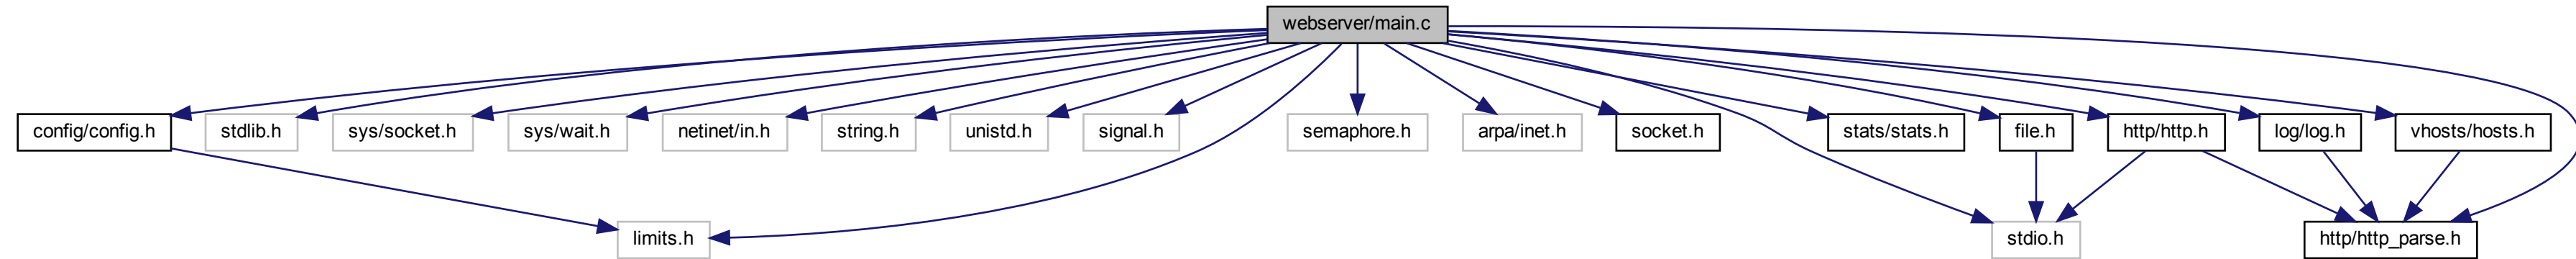 webserver/main.c
config/config.h
stdlib.h
sys/socket.h
sys/wait.h
netinet/in.h
string.h
unistd.h
signal.h
semaphore.h
arpa/inet.h
socket.h
stats/stats.h
file.h
http/http.h
log/log.h
vhosts/hosts.h
limits.h
stdio.h
http/http_parse.h